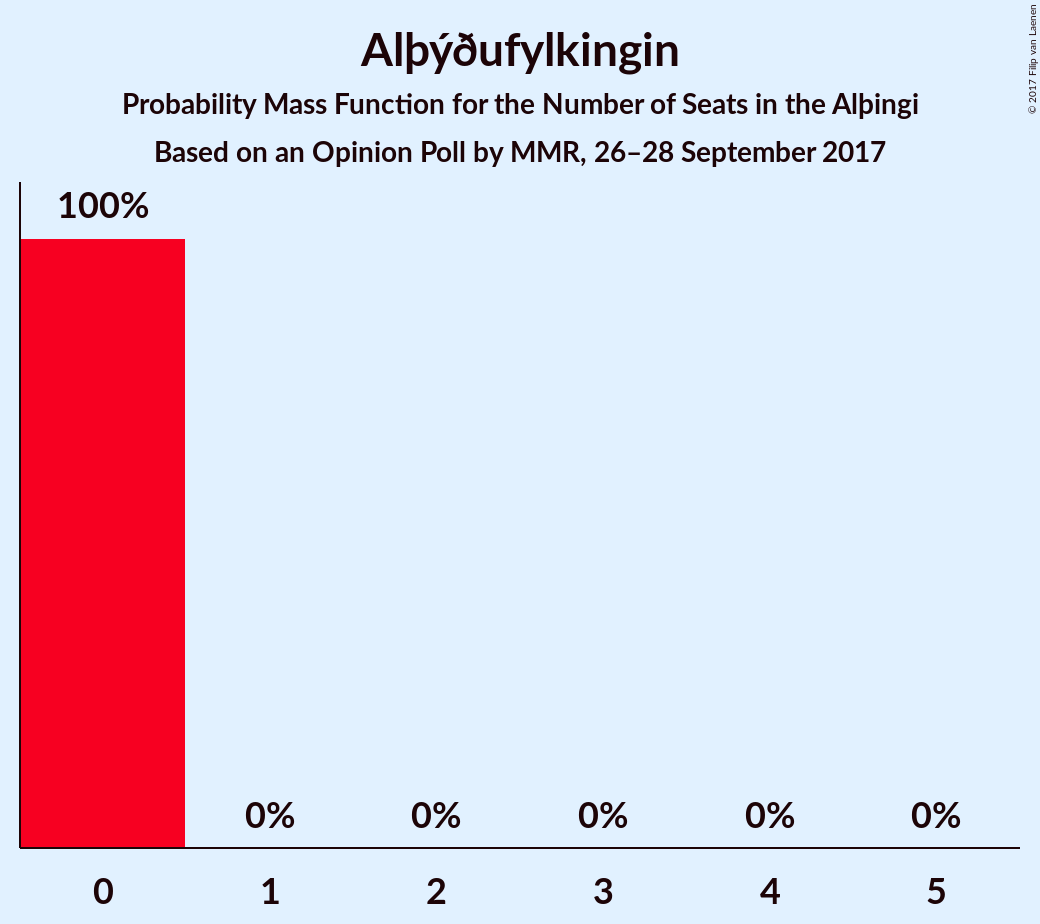 Alþýðufylkingin
Probability Mass Function for the Number of Seats in the Alþingi
Based on an Opinion Poll by MMR, 26–28 September 2017
© 2017 Filip van Laenen
100%
0% 0% 0% 0% 0%
0 1 2 3 4 5